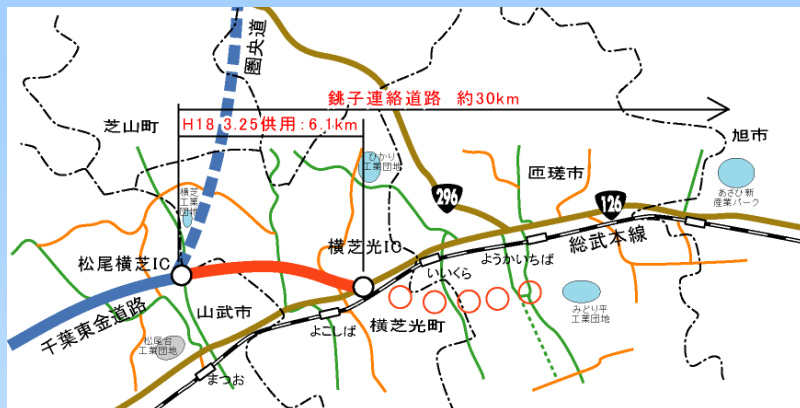 圏央道
銚子連絡道路 約30km
H18.3.25供用:6.1km
芝山町
旭市
ひかり
工業団地
匝瑳市
横芝
工業
団地
296
126
あさひ新
産業パーク
横芝光IC
総武本線
松尾横芝IC
いいくら
ようかいちば
山武市
千葉東金道路
よこしば
横芝光町
みどり平
工業団地
松尾台
工業団地
まつお